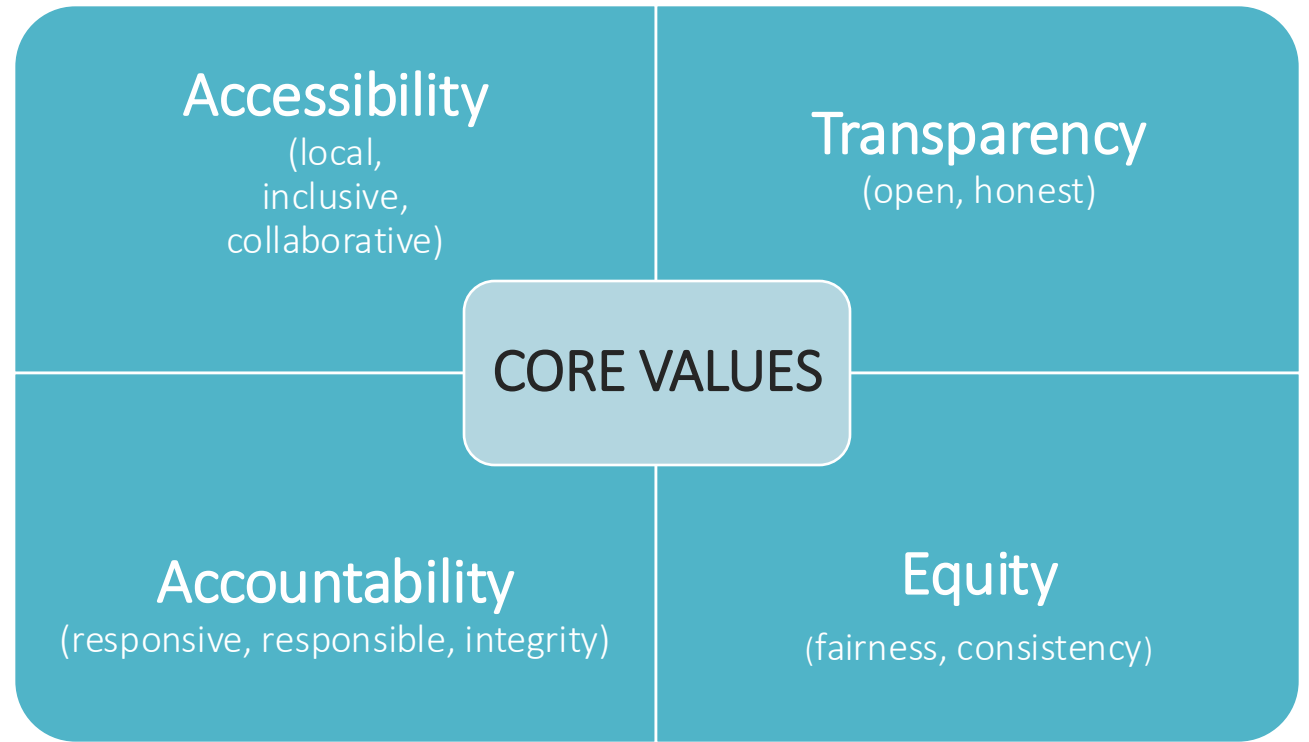 Accessibility
(local,
inclusive,
collaborative)
Transparency
(open, honest)
CORE VALUES
Accountability
(responsive, responsible, integrity)
Equity
(fairness, consistency)